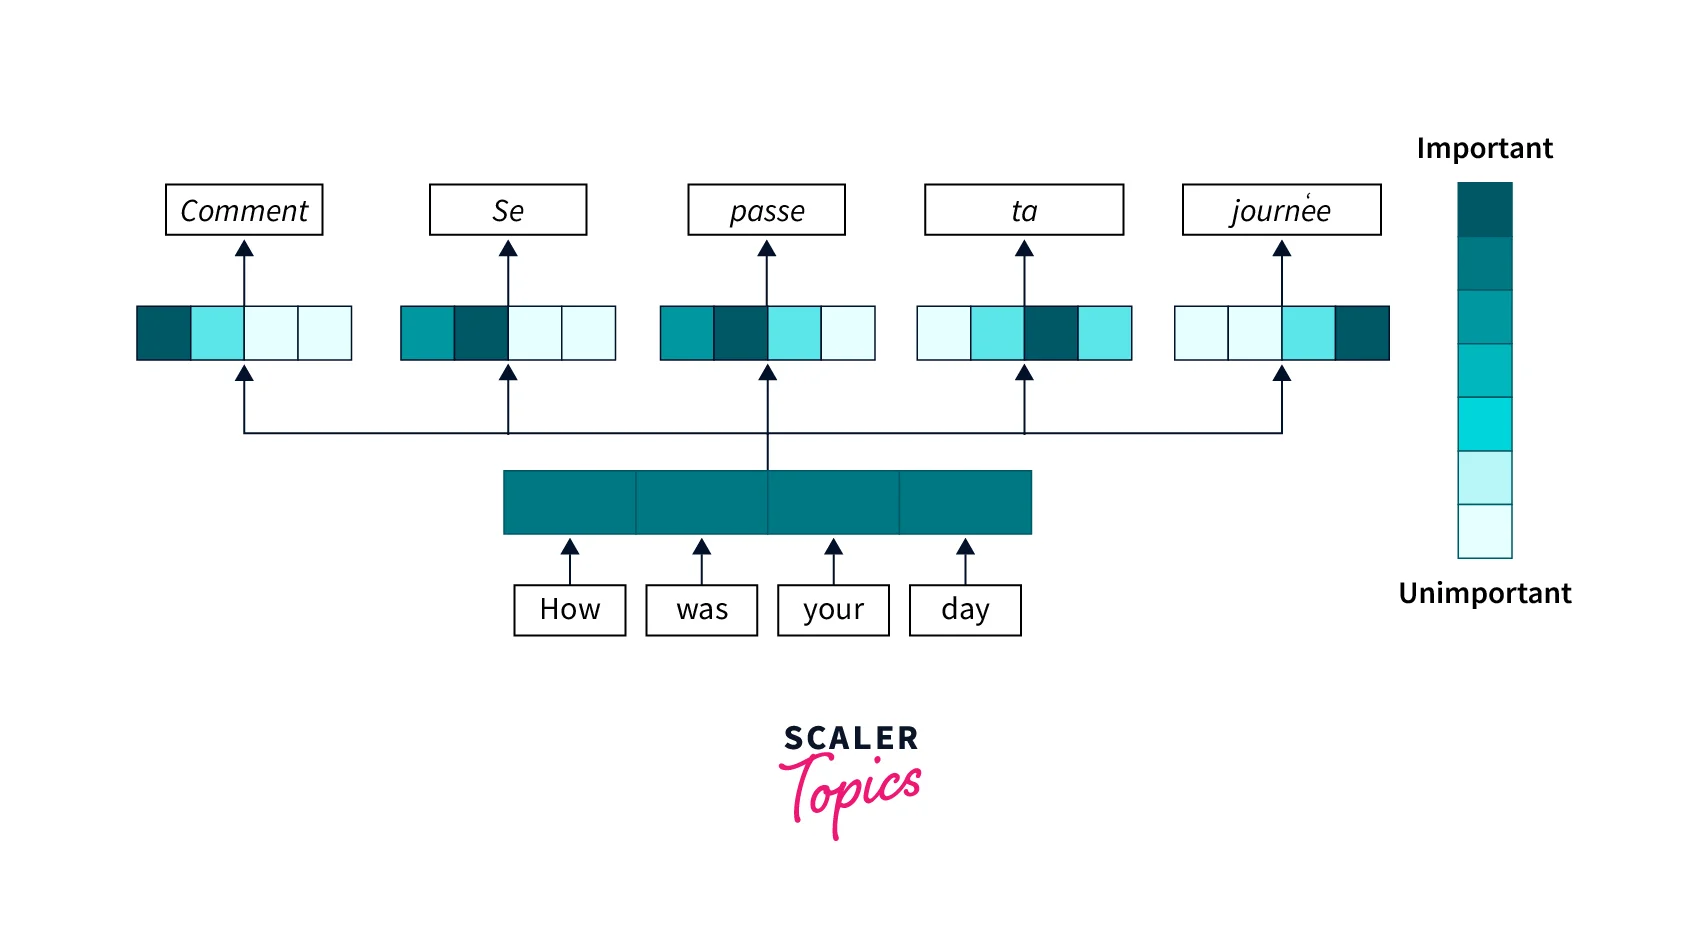 Important
Comment Se passe ta journée
How was your day
Unimportant
SCALER
Topics